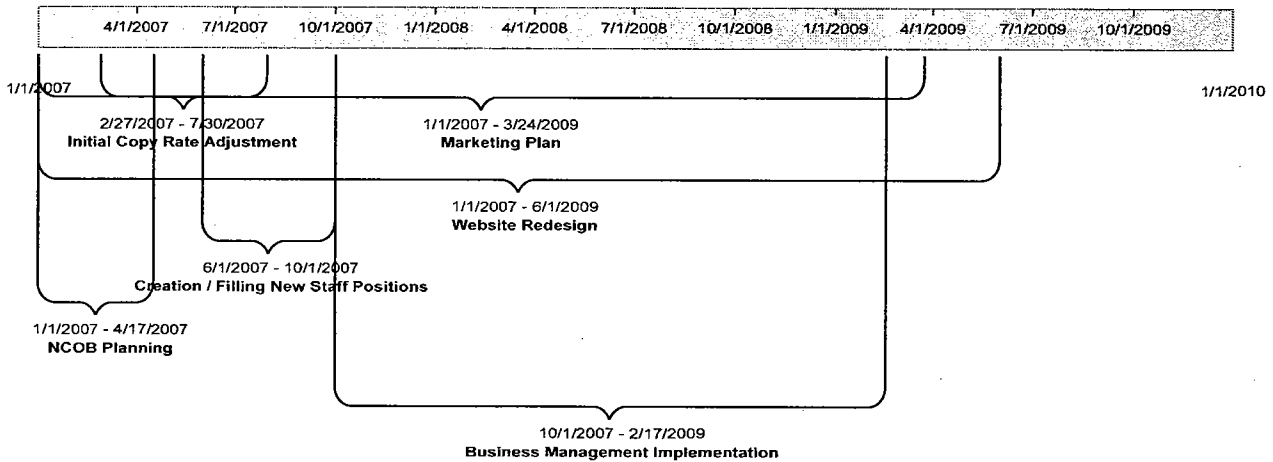 4/1/2007 7/1/2007 10/1/2007 1/1/2008 4/1/2008 7/1/2008 10/1/2008 1/1/2009 4/1/2009 7/1/2009 10/1/2009
1/1/2007 1/1/2010
2/27/2007 - 7/30/2007 1/1/2007 - 3/24/2009
Initial Copy Rate Adjustment Marketing Plan
1/1/2007 - 6/1/2009
Website Redesign
6/1/2007 - 10/1/2007
Creation / Filling New Staff Positions
1/1/2007 - 4/17/2007
NCOB Planning
10/1/2007 - 2/17/2009
Business Management Implementation